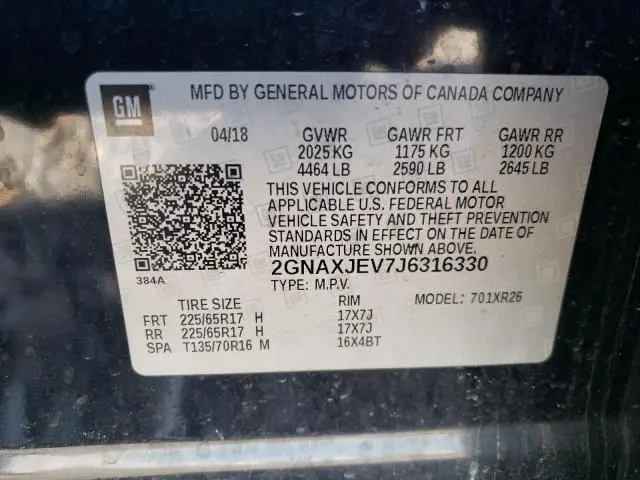 GM
MFD BY GENERAL MOTORS OF CANADA COMPANY
04/18 GVWR GAWR FRT GAWR RR
2025 KG 1175 KG 1200 KG
4464 LB 2590 LB 2645 LB
THIS VEHICLE CONFORMS TO ALL
APPLICABLE U.S. FEDERAL MOTOR
VEHICLE SAFETY AND THEFT PREVENTION
STANDARDS IN EFFECT ON THE DATE OF
MANUFACTURE SHOWN ABOVE.
2GNAXJEV7J6316330
384A TYPE: M.P.V.
TIRE SIZE RIM MODEL: 701XR26
FRT 225/65R17 H 17X7J
RR 225/65R17 H 17X7J
SPA T135/70R16 M 16X4BT